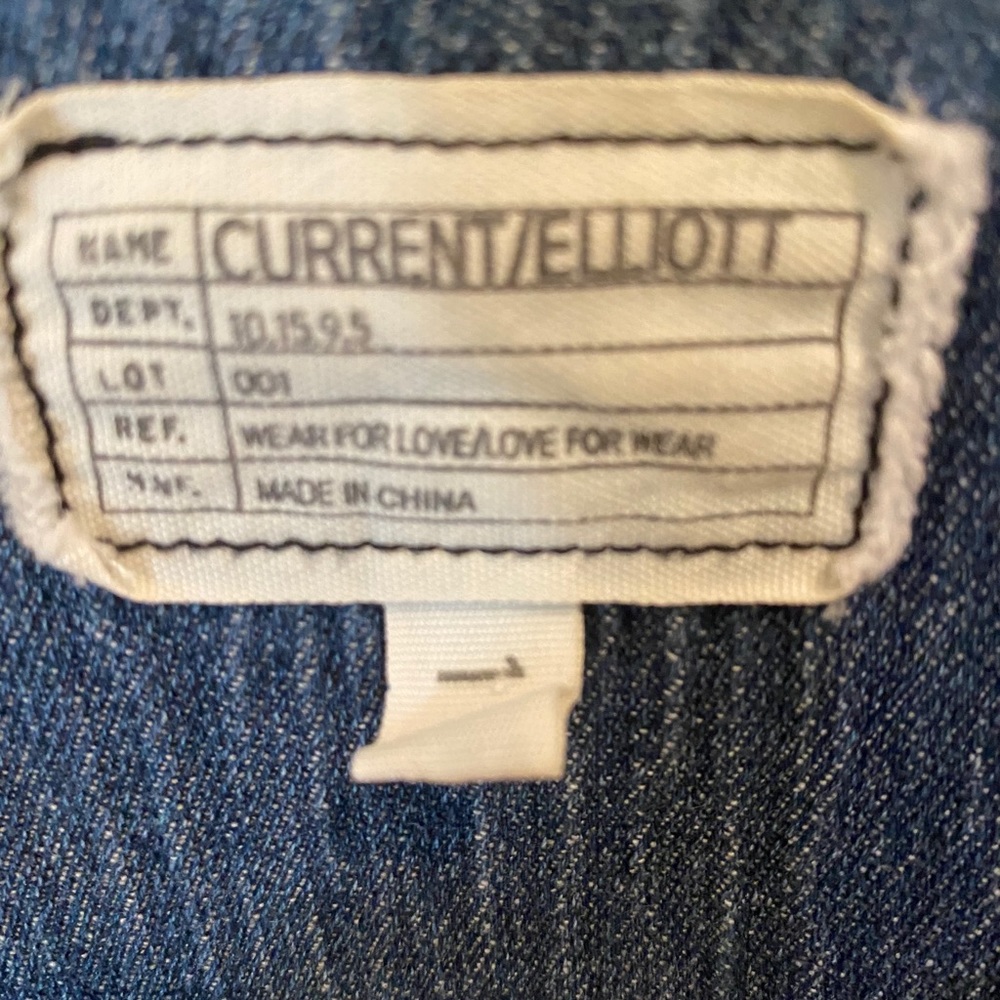 NAME CURRENT/ELLIOTT
DEPT. 10.15.9.5
LOT 001
REF. WEAR FOR LOVE/LOVE FOR WEAR
MNF. MADE IN CHINA
1